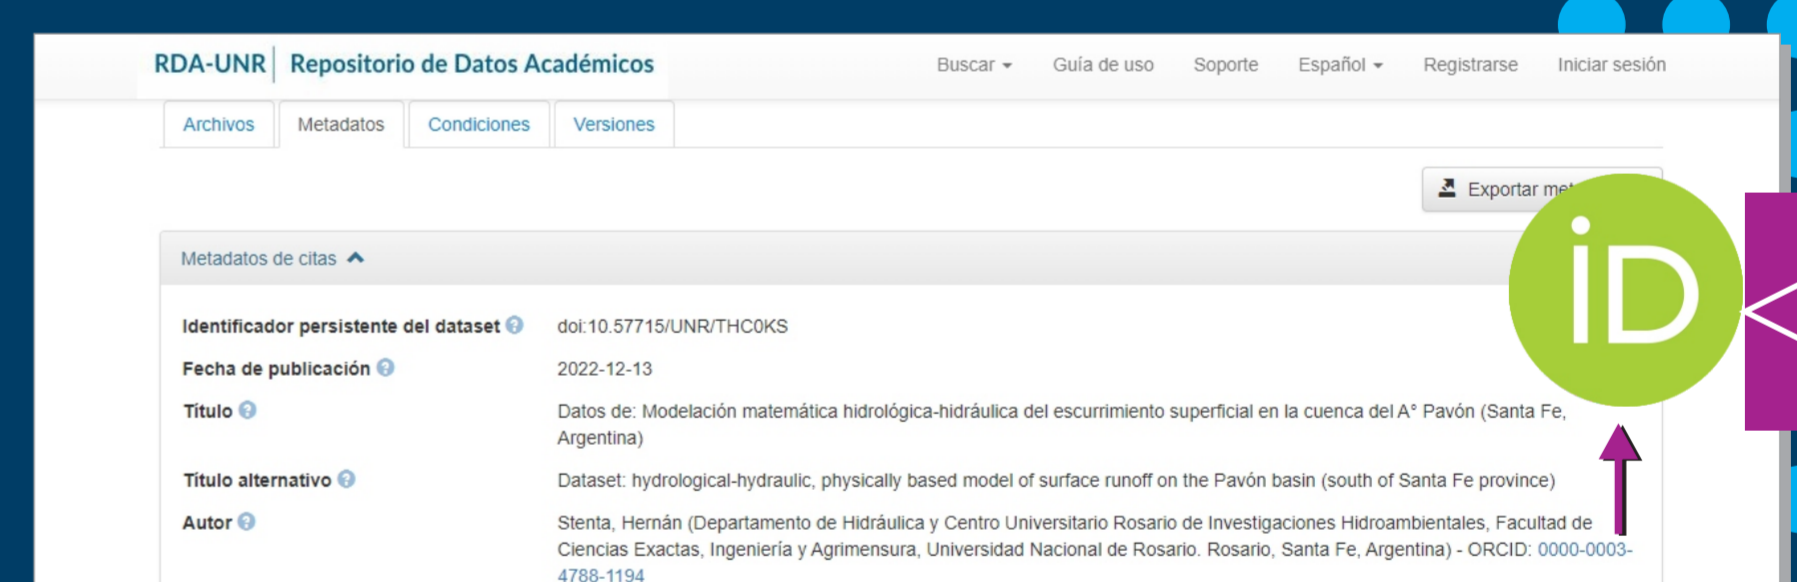 RDA-UNR Repositorio de Datos Académicos Buscar Guía de uso Soporte Español Registrarse Iniciar sesión
Archivos Metadatos Condiciones Versiones
Exportar
iD
Metadatos de citas
Identificador persistente del dataset doi:10.57715/UNR/THC0KS
Fecha de publicación 2022-12-13
Título Datos de: Modelación matemática hidrológica-hidráulica del escurrimiento superficial en la cuenca del A° Pavón (Santa Fe,
Argentina)
Título alternativo Dataset: hydrological-hydraulic, physically based model of surface runoff on the Pavón basin (south of Santa Fe province)
Autor Stenta, Hernán (Departamento de Hidráulica y Centro Universitario Rosario de Investigaciones Hidroambientales, Facultad de
Ciencias Exactas, Ingeniería y Agrimensura, Universidad Nacional de Rosario. Rosario, Santa Fe, Argentina) - ORCID: 0000-0003-
4788-1194